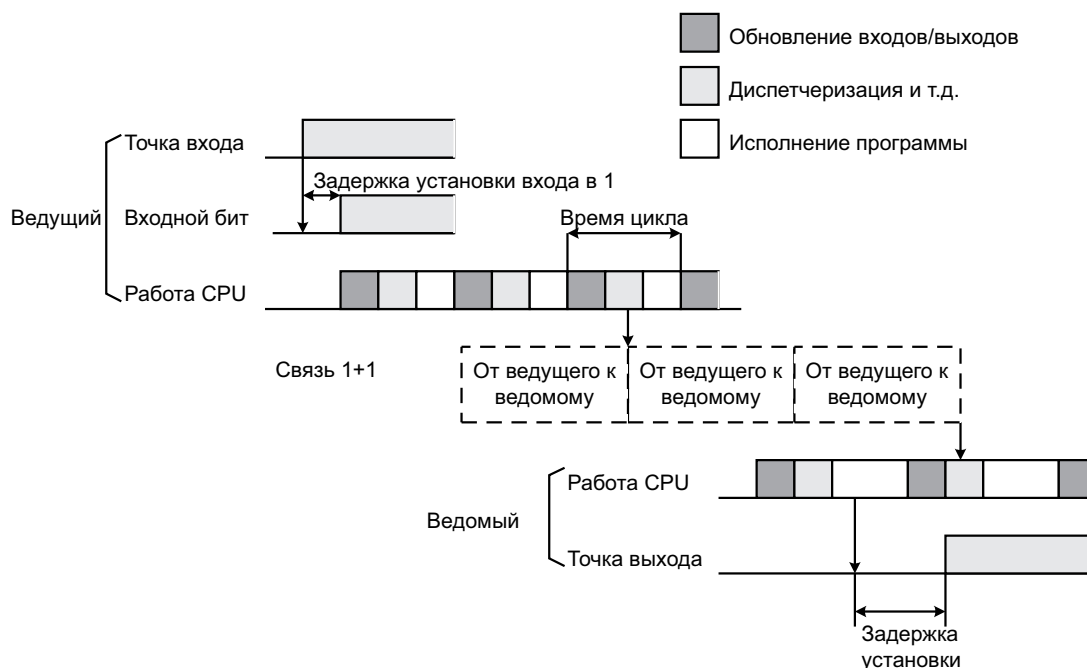 Обновление входов/выходов
Диспетчеризация и т.д.
Исполнение программы
Точка входа
Задержка установки входа в 1
Ведущий
Входной бит
Время цикла
Работа CPU
Связь 1+1
От ведущего к
ведомому
От ведущего к
ведомому
От ведущего к
ведомому
Работа CPU
Ведомый
Точка выхода
Задержка
установки